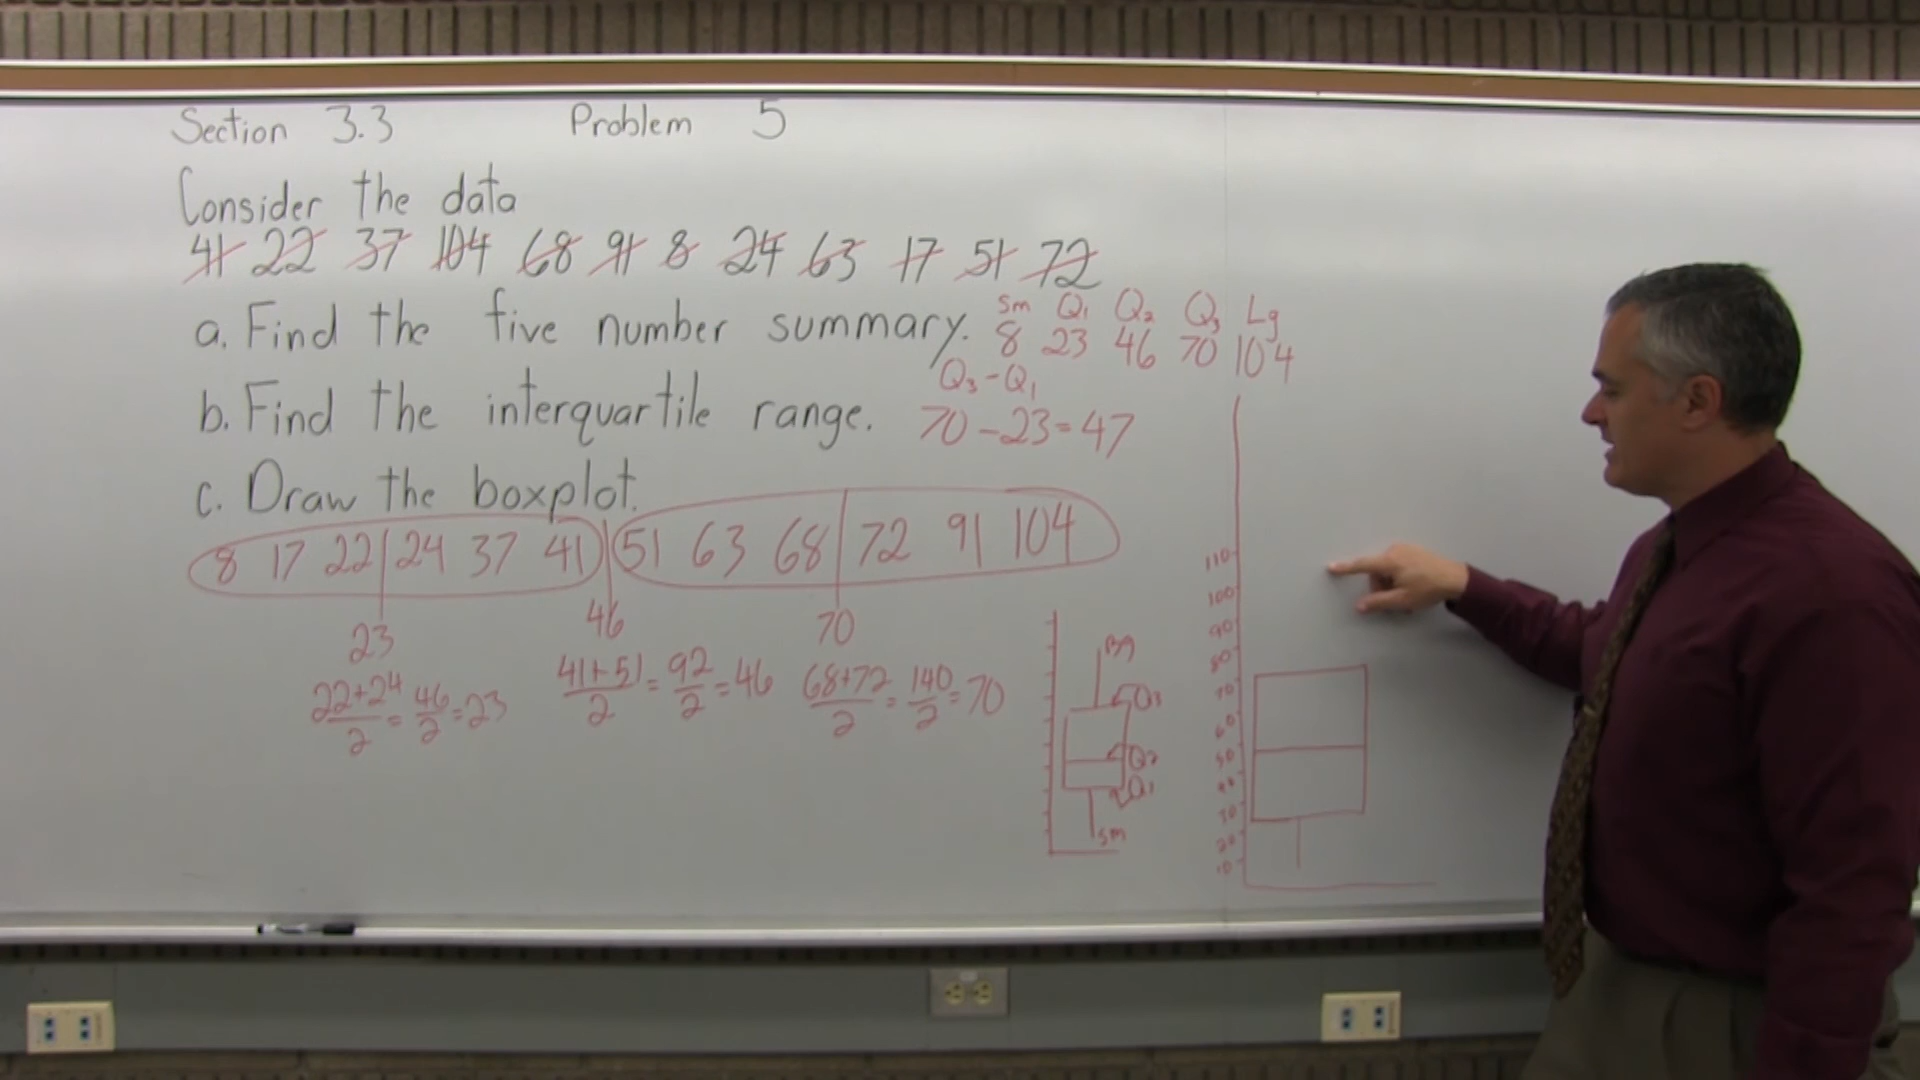 Section 3.3 Problem 5
Consider the data
41 22 37 104 68 91 8 24 63 17 51 72
Sm Q₁ Q₂ Q₃ Lg
a. Find the five number summary. 8 23 46 70 104
Q₃-Q₁
b. Find the interquartile range. 70-23=47
c. Draw the boxplot.
8 17 22 | 24 37 41 | 51 63 68 | 72 91 104
23 46 70
22+24/2 = 46/2 = 23
41+51/2 = 92/2 = 46
68+72/2 = 140/2 = 70
Q3
Q2
Q1
sm
110
100
90
80
70
60
50
40
30
20
10